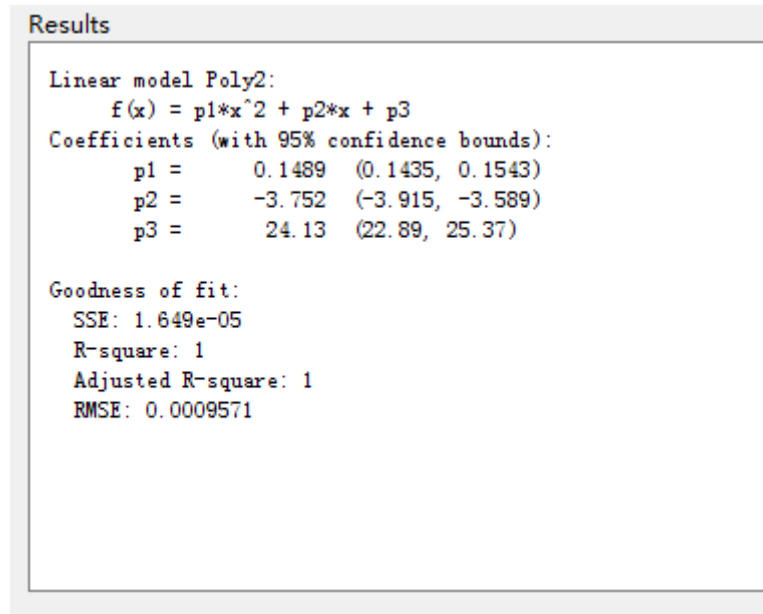 Results
Linear model Poly2:
f(x) = p1*x^2 + p2*x + p3
Coefficients (with 95% confidence bounds):
p1 = 0.1489 (0.1435, 0.1543)
p2 = -3.752 (-3.915, -3.589)
p3 = 24.13 (22.89, 25.37)
Goodness of fit:
SSE: 1.649e-05
R-square: 1
Adjusted R-square: 1
RMSE: 0.0009571